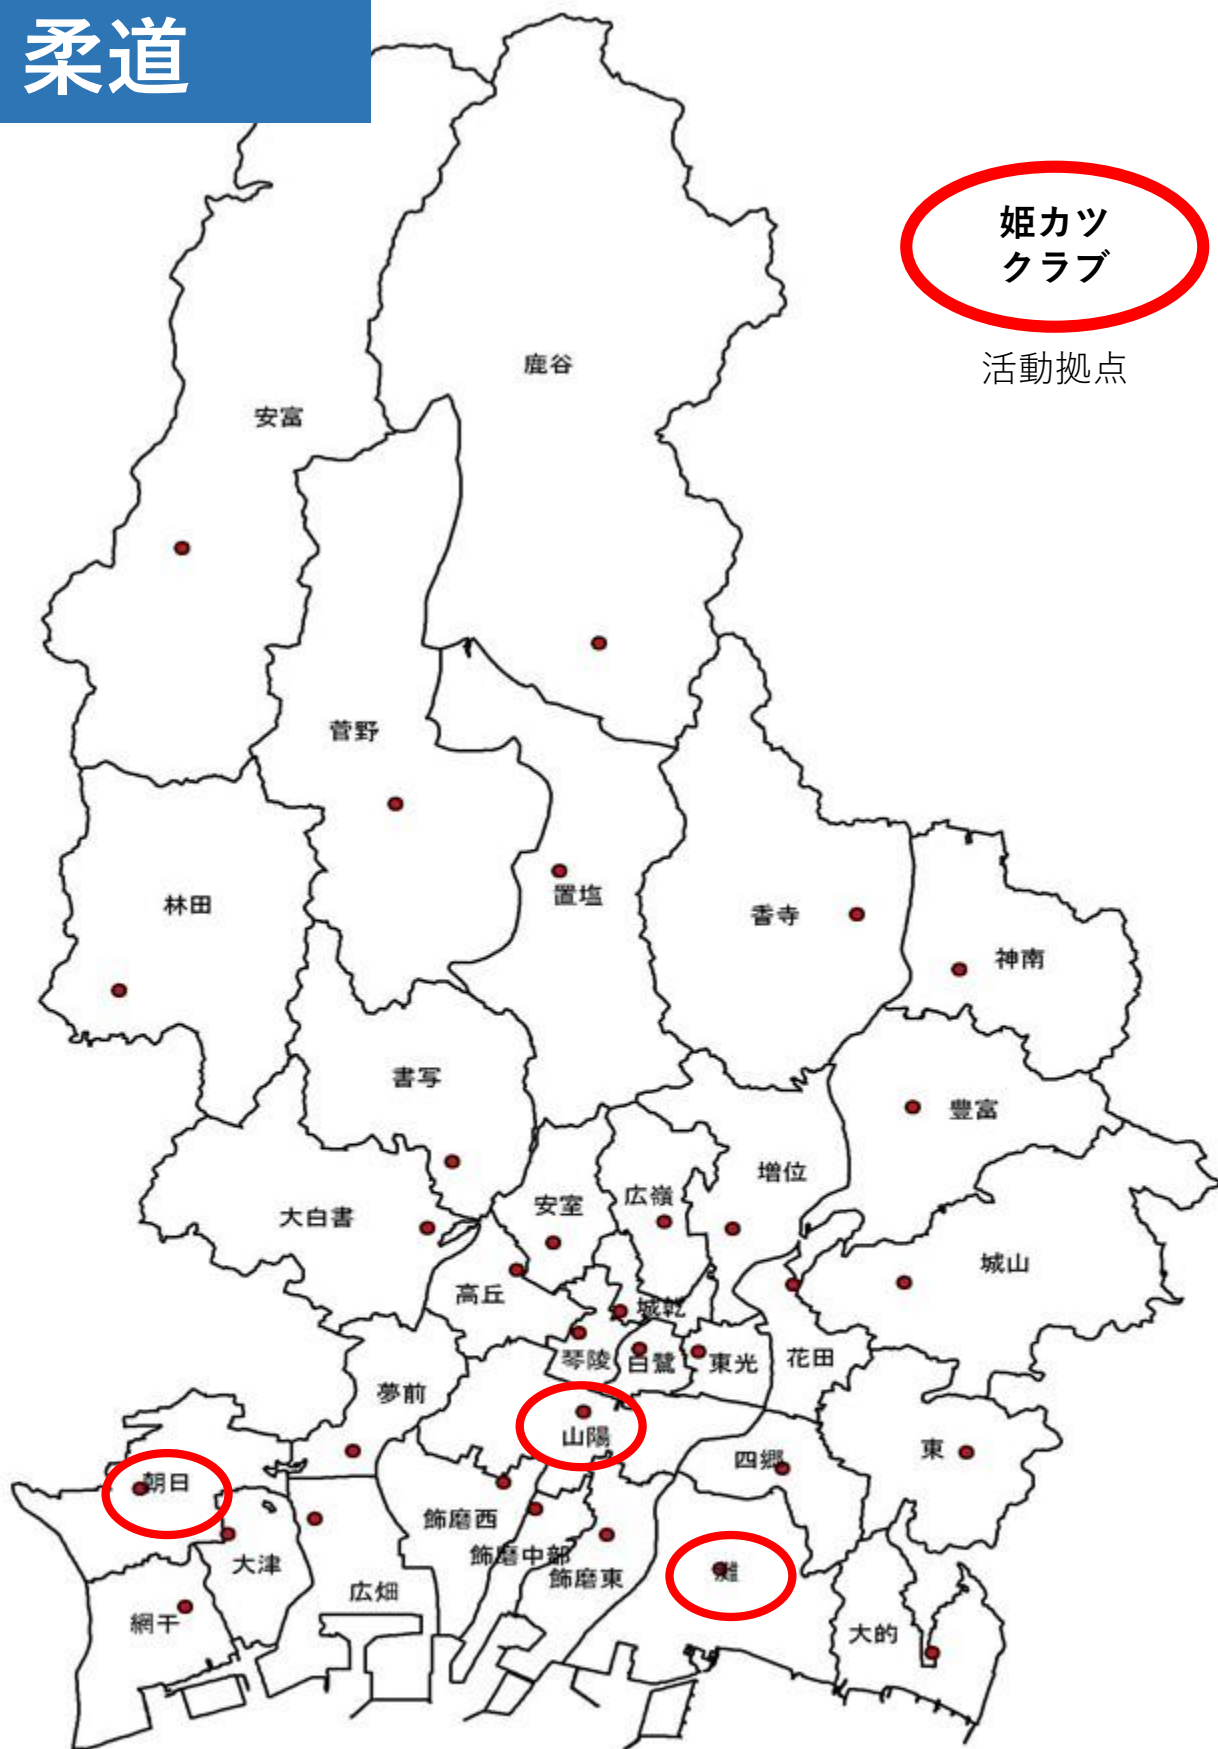 柔道
姫カツ
クラブ
活動拠点
鹿谷
安富
菅野
置塩
林田
香寺
神南
書写
豊富
増位
広嶺
安室
大白書
城山
高丘
城乾
琴陵
白鷺
東光
花田
夢前
山陽
四郷
東
朝日
飾磨西
飾磨中部
飾磨東
大津
灘
広畑
網干
大的